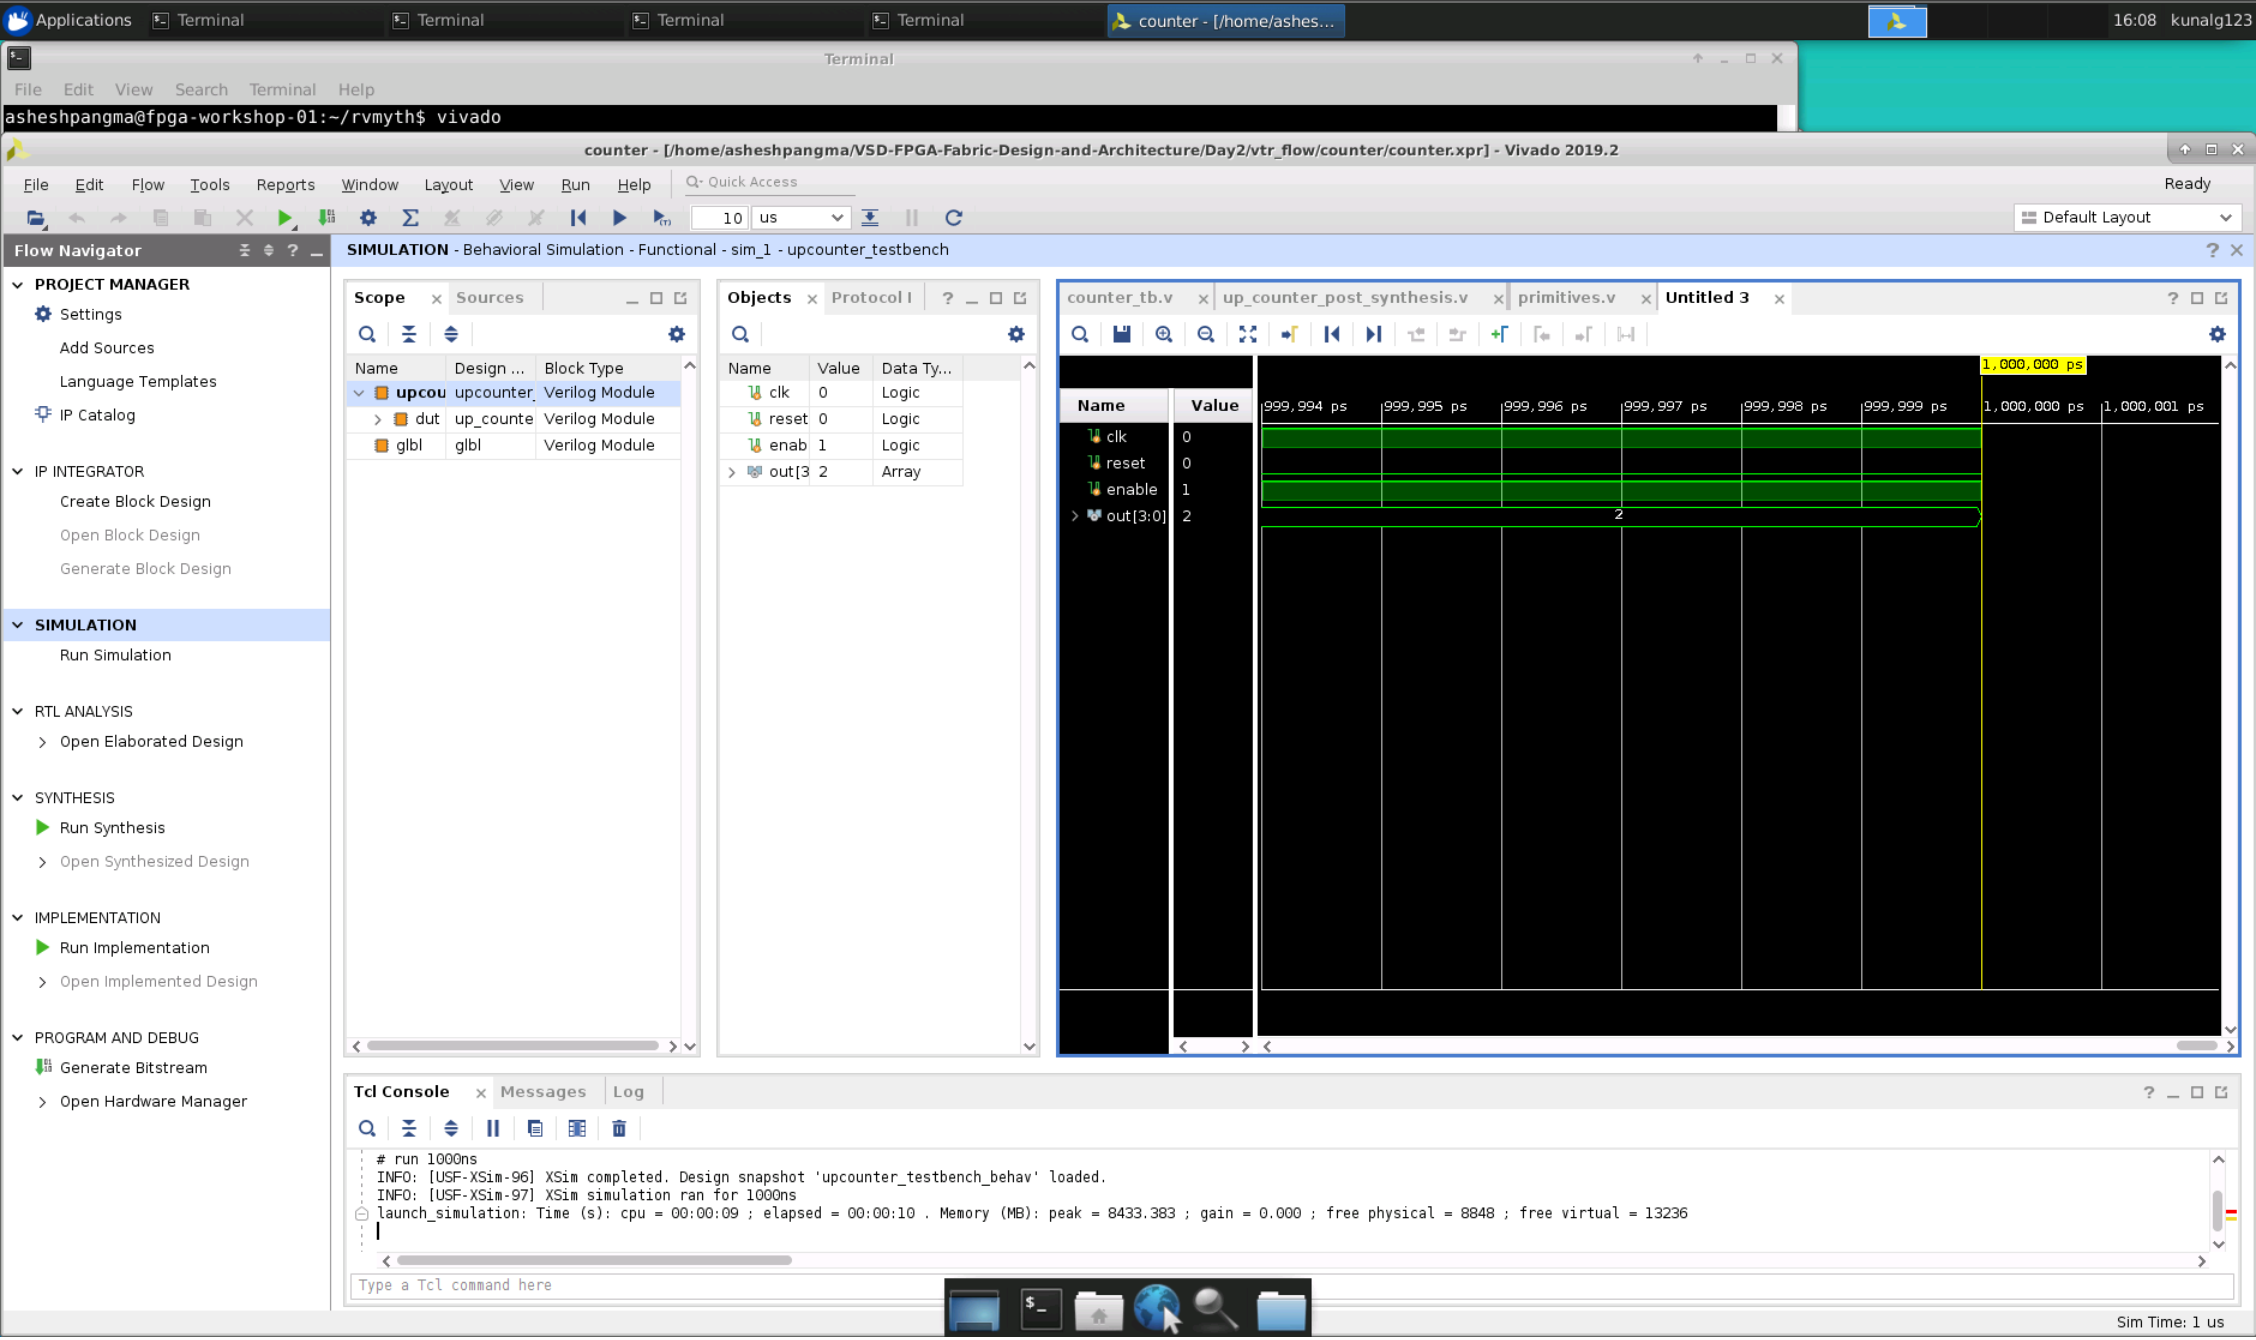 Applications
Terminal
Terminal
Terminal
Terminal
counter - [/home/ashes...
16:08
kunalg123
Terminal
File Edit View Search Terminal Help
asheshpangma@fpga-workshop-01:~/rvmyth$ vivado
counter - [/home/asheshpangma/VSD-FPGA-Fabric-Design-and-Architecture/Day2/vtr_flow/counter/counter.xpr] - Vivado 2019.2
File Edit Flow Tools Reports Window Layout View Run Help
Quick Access
Ready
10 us
Default Layout
Flow Navigator
SIMULATION - Behavioral Simulation - Functional - sim_1 - upcounter_testbench
PROJECT MANAGER
Settings
Add Sources
Language Templates
IP Catalog
IP INTEGRATOR
Create Block Design
Open Block Design
Generate Block Design
SIMULATION
Run Simulation
RTL ANALYSIS
Open Elaborated Design
SYNTHESIS
Run Synthesis
Open Synthesized Design
IMPLEMENTATION
Run Implementation
Open Implemented Design
PROGRAM AND DEBUG
Generate Bitstream
Open Hardware Manager
Scope
Sources
Name Design ... Block Type
upcou upcounter_ Verilog Module
dut up_counte Verilog Module
glbl glbl Verilog Module
Objects
Protocol I
Name Value Data Ty...
clk 0 Logic
reset 0 Logic
enab 1 Logic
out[3 2 Array
counter_tb.v
up_counter_post_synthesis.v
primitives.v
Untitled 3
1,000,000 ps
Name Value
999,994 ps 999,995 ps 999,996 ps 999,997 ps 999,998 ps 999,999 ps 1,000,000 ps 1,000,001 ps
clk 0
reset 0
enable 1
out[3:0] 2
2
Tcl Console
Messages
Log
# run 1000ns
INFO: [USF-XSim-96] XSim completed. Design snapshot 'upcounter_testbench_behav' loaded.
INFO: [USF-XSim-97] XSim simulation ran for 1000ns
launch_simulation: Time (s): cpu = 00:00:09 ; elapsed = 00:00:10 . Memory (MB): peak = 8433.383 ; gain = 0.000 ; free physical = 8848 ; free virtual = 13236
Type a Tcl command here
Sim Time: 1 us